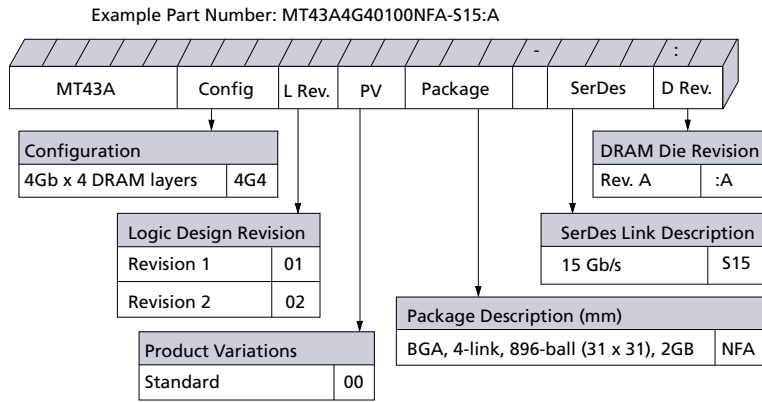 Example Part Number: MT43A4G40100NFA-S15:A
- :
MT43A Config L Rev. PV Package SerDes D Rev.
Configuration
4Gb x 4 DRAM layers 4G4
DRAM Die Revision
Rev. A :A
Logic Design Revision
Revision 1 01
Revision 2 02
SerDes Link Description
15 Gb/s S15
Package Description (mm)
BGA, 4-link, 896-ball (31 x 31), 2GB NFA
Product Variations
Standard 00